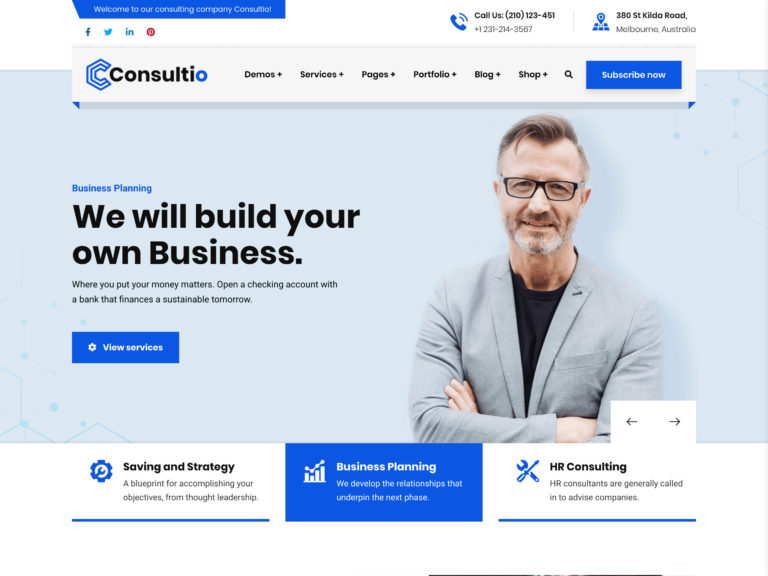 Welcome to our consulting company Consultio!
Call Us: (210) 123-451
+1 231-214-3567
380 St Kilda Road,
Melbourne, Australia
Consultio
Demos + Services + Pages + Portfolio + Blog + Shop +
Subscribe now
Business Planning
We will build your
own Business.
Where you put your money matters. Open a checking account with
a bank that finances a sustainable tomorrow.
View services
Saving and Strategy
A blueprint for accomplishing your
objectives, from thought leadership.
Business Planning
We develop the relationships that
underpin the next phase.
HR Consulting
HR consultants are generally called
in to advise companies.